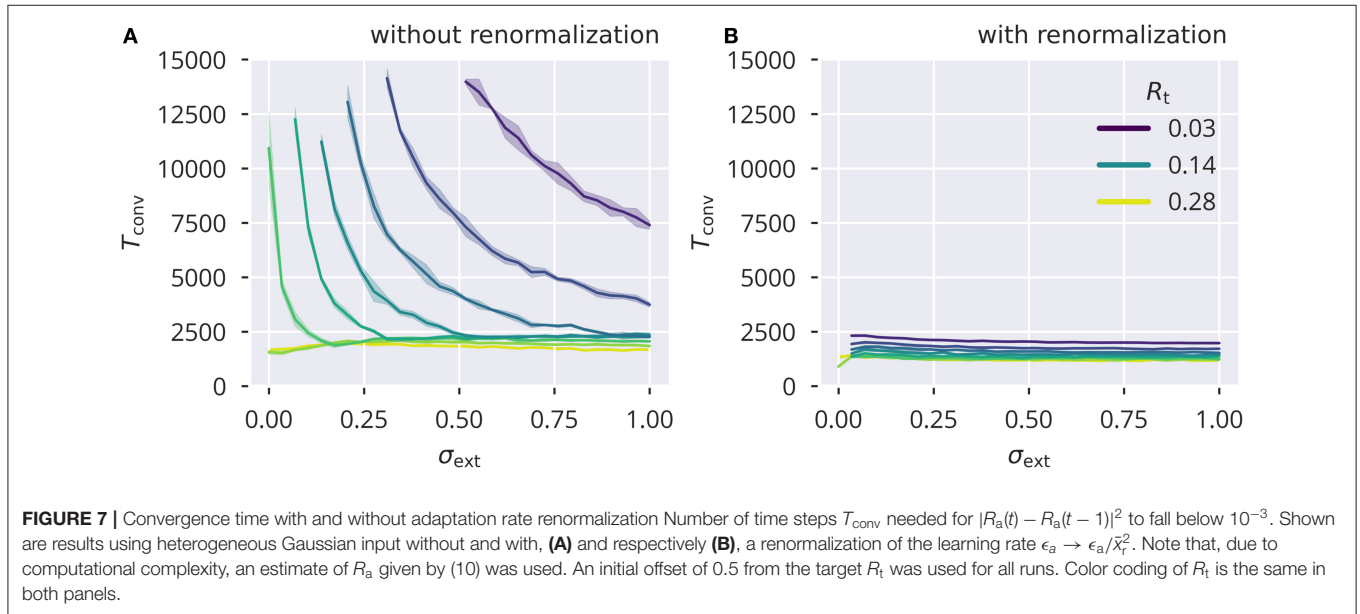 A
without renormalization
15000
12500
10000
7500
5000
2500
0
T_conv
0.00 0.25 0.50 0.75 1.00
σ_ext
B
with renormalization
15000
12500
10000
7500
5000
2500
0
T_conv
R_t
0.03
0.14
0.28
0.00 0.25 0.50 0.75 1.00
σ_ext
FIGURE 7 | Convergence time with and without adaptation rate renormalization Number of time steps T_conv needed for |R_a(t) − R_a(t − 1)|² to fall below 10⁻³. Shown
are results using heterogeneous Gaussian input without and with, (A) and respectively (B), a renormalization of the learning rate ϵ_a → ϵ_a/x̃_r². Note that, due to
computational complexity, an estimate of R_a given by (10) was used. An initial offset of 0.5 from the target R_t was used for all runs. Color coding of R_t is the same in
both panels.